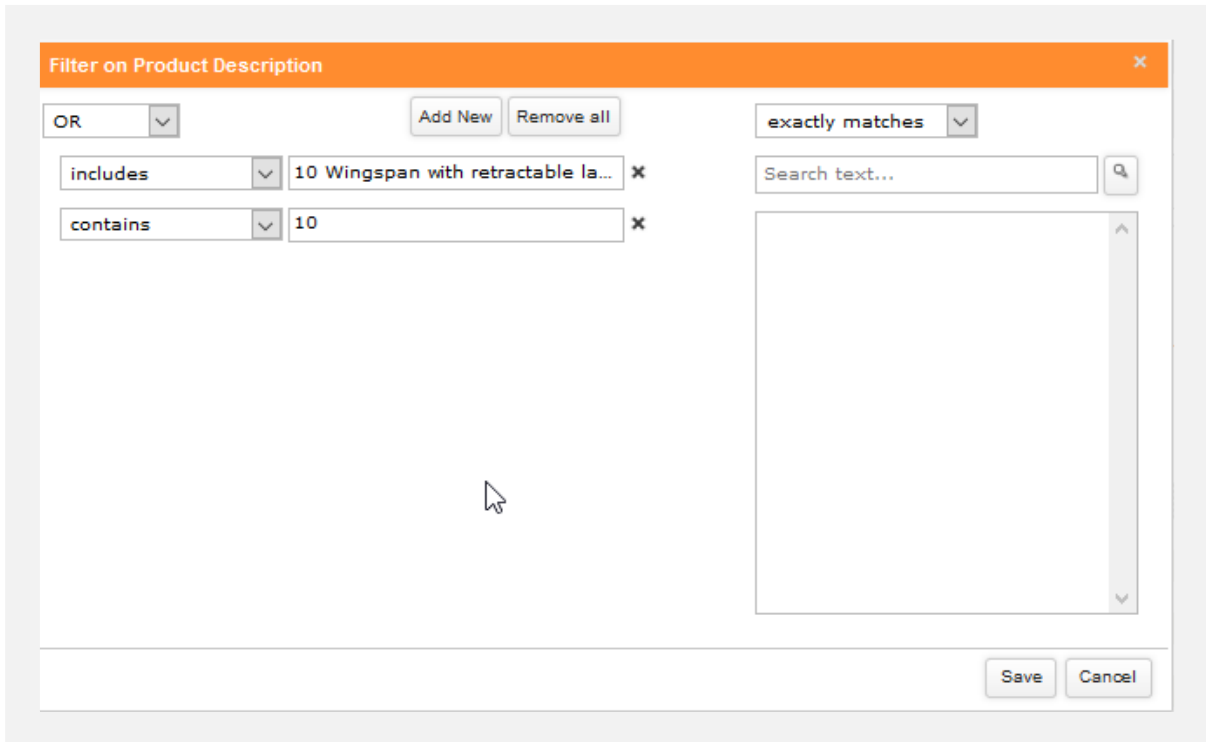 Filter on Product Description
OR Add New Remove all exactly matches
includes 10 Wingspan with retractable la... Search text...
contains 10
Save Cancel